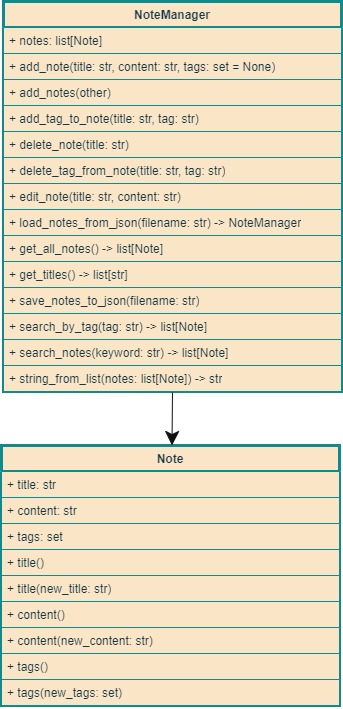 NoteManager
+ notes: list[Note]
+ add_note(title: str, content: str, tags: set = None)
+ add_notes(other)
+ add_tag_to_note(title: str, tag: str)
+ delete_note(title: str)
+ delete_tag_from_note(title: str, tag: str)
+ edit_note(title: str, content: str)
+ load_notes_from_json(filename: str) -> NoteManager
+ get_all_notes() -> list[Note]
+ get_titles() -> list[str]
+ save_notes_to_json(filename: str)
+ search_by_tag(tag: str) -> list[Note]
+ search_notes(keyword: str) -> list[Note]
+ string_from_list(notes: list[Note]) -> str
Note
+ title: str
+ content: str
+ tags: set
+ title()
+ title(new_title: str)
+ content()
+ content(new_content: str)
+ tags()
+ tags(new_tags: set)